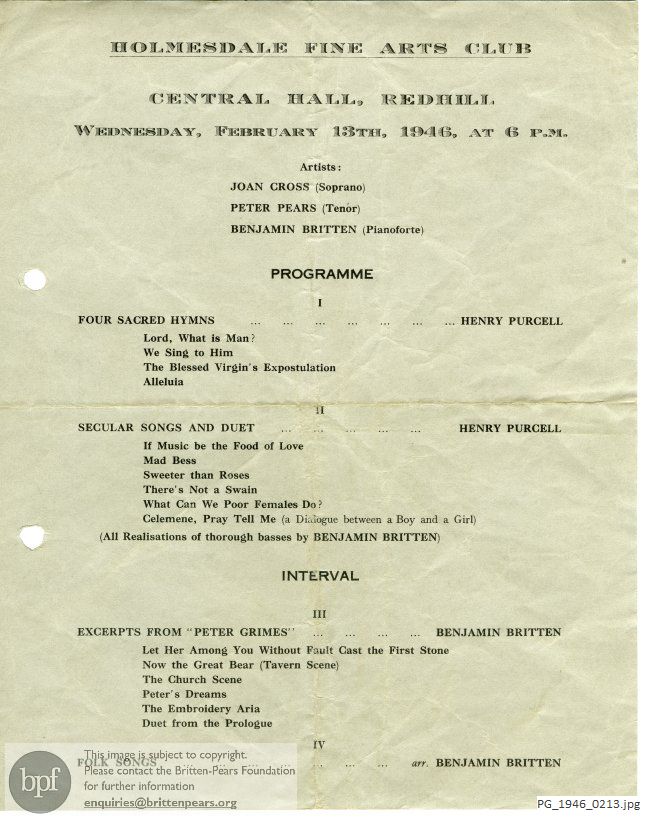 HOLMESDALE FINE ARTS CLUB
CENTRAL HALL, REDHILL
WEDNESDAY, FEBRUARY 13TH, 1946, AT 6 P.M.
Artists:
JOAN CROSS (Soprano)
PETER PEARS (Tenor)
BENJAMIN BRITTEN (Pianoforte)
PROGRAMME
I
FOUR SACRED HYMNS ... ... ... ... ... ... ... HENRY PURCELL
Lord, What is Man?
We Sing to Him
The Blessed Virgin's Expostulation
Alleluia
II
SECULAR SONGS AND DUET ... ... ... ... ... HENRY PURCELL
If Music be the Food of Love
Mad Bess
Sweeter than Roses
There's Not a Swain
What Can We Poor Females Do?
Celemene, Pray Tell Me (a Dialogue between a Boy and a Girl)
(All Realisations of thorough basses by BENJAMIN BRITTEN)
INTERVAL
III
EXCERPTS FROM "PETER GRIMES" ... ... ... ... BENJAMIN BRITTEN
Let Her Among You Without Fault Cast the First Stone
Now the Great Bear (Tavern Scene)
The Church Scene
Peter's Dreams
The Embroidery Aria
Duet from the Prologue
IV
FOLK SONGS ... ... ... ... ... ... ... arr. BENJAMIN BRITTEN
bpf
This image is subject to copyright.
Please contact the Britten-Pears Foundation
for further information
enquiries@brittenpears.org
PG_1946_0213.jpg